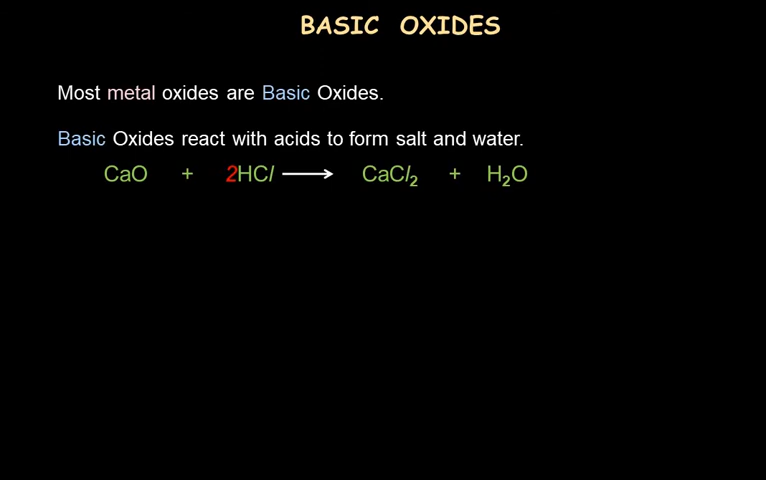 BASIC OXIDES
Most metal oxides are Basic Oxides.
Basic Oxides react with acids to form salt and water.
CaO + 2HCl ⟶ CaCl₂ + H₂O